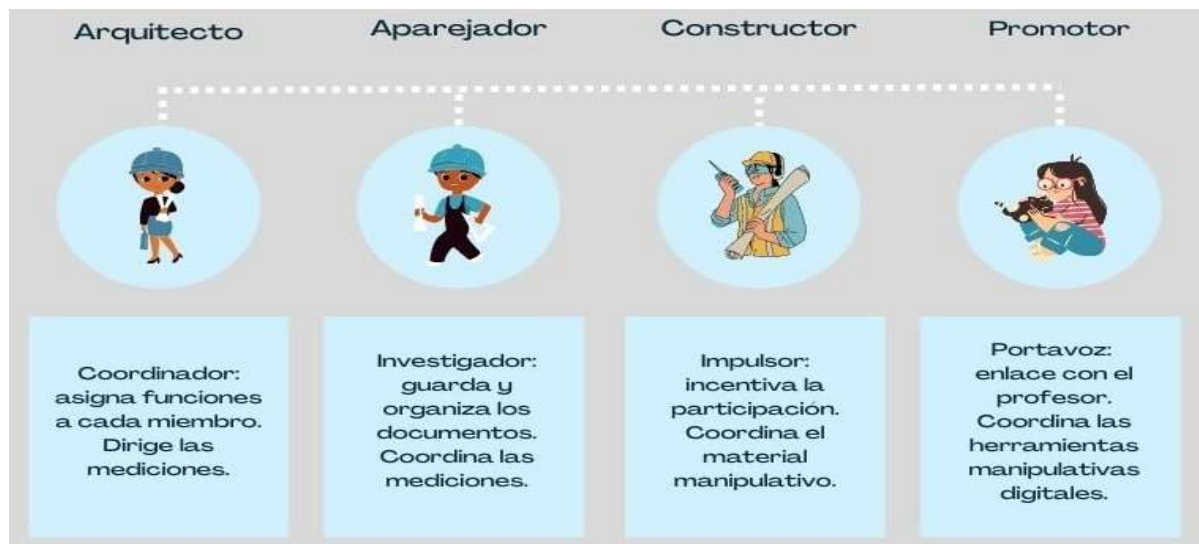 Arquitecto
Aparejador
Constructor
Promotor
Coordinador:
asigna funciones
a cada miembro.
Dirige las
mediciones.
Investigador:
guarda y
organiza los
documentos.
Coordina las
mediciones.
Impulsor:
incentiva la
participación.
Coordina el
material
manipulativo.
Portavoz:
enlace con el
profesor.
Coordina las
herramientas
manipulativas
digitales.